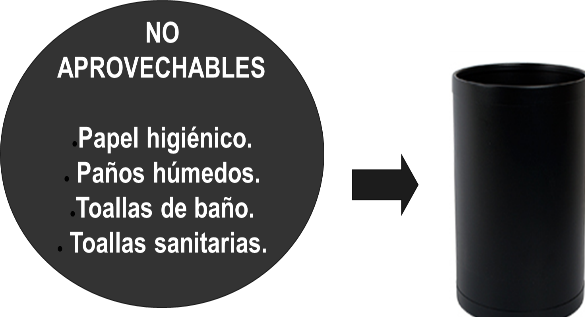 NO
APROVECHABLES
.Papel higiénico.
. Paños húmedos.
.Toallas de baño.
. Toallas sanitarias.